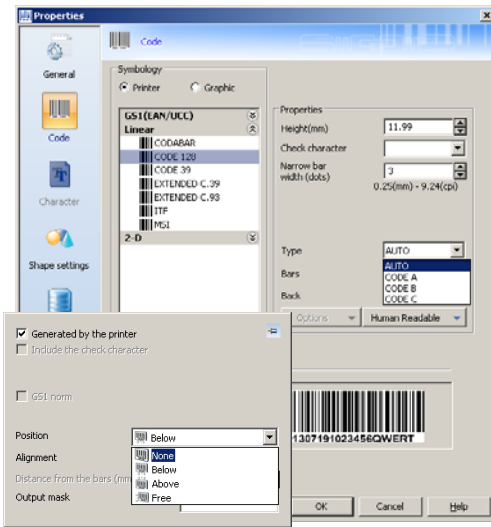 Properties
Code
General
Code
Character
Shape settings
Symbology
Printer
Graphic
GS1(EAN/UCC)
Linear
CODABAR
CODE 128
CODE 39
EXTENDED C.39
EXTENDED C.93
ITF
MSI
2-D
Properties
Height(mm)
11.99
Check character
Narrow bar
width (dots)
3
0.25(mm) - 9.24(cpi)
Type
AUTO
AUTO
CODE A
CODE B
CODE C
Bars
Back
Options
Human Readable
Generated by the printer
Include the check character
GS1 norm
Position
Below
None
Below
Above
Free
Alignment
Distance from the bars (mm
Output mask
1307191023456QWERT
OK
Cancel
Help